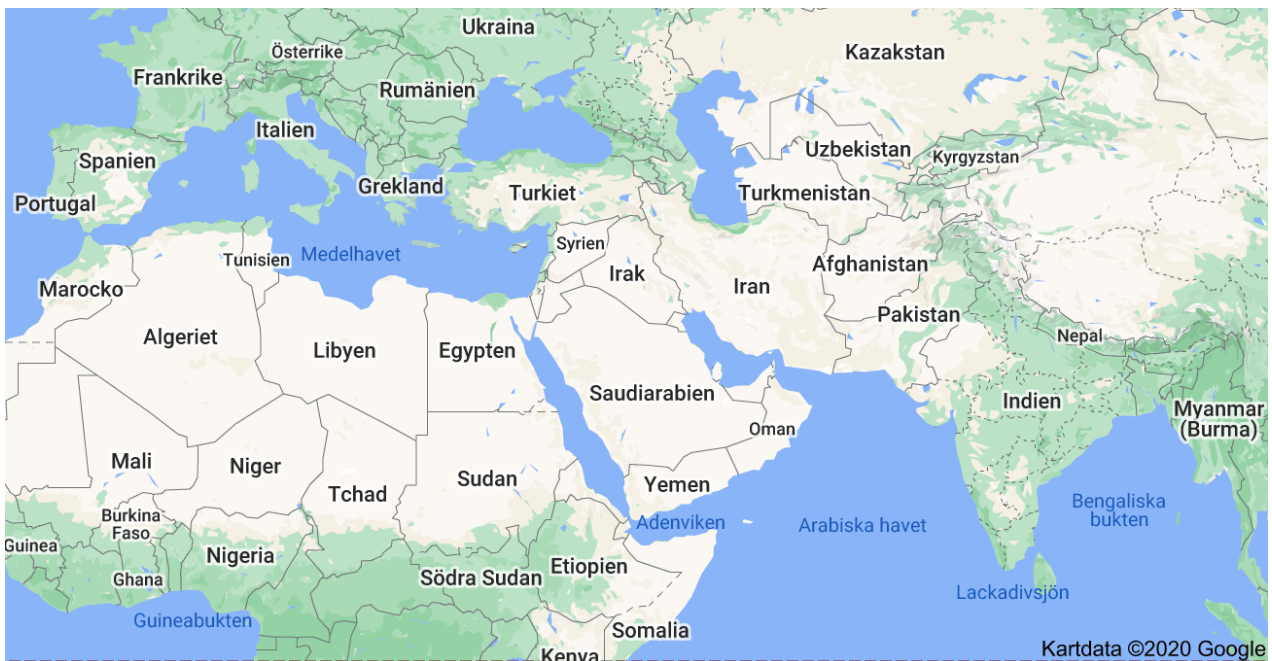 Ukraina
Österrike
Kazakstan
Frankrike
Rumänien
Italien
Uzbekistan
Kyrgyzstan
Spanien
Grekland
Turkiet
Turkmenistan
Portugal
Syrien
Medelhavet
Tunisien
Afghanistan
Irak
Iran
Marocko
Pakistan
Algeriet
Libyen
Egypten
Nepal
Saudiarabien
Indien
Myanmar
(Burma)
Oman
Mali
Niger
Sudan
Yemen
Tchad
Bengaliska
bukten
Burkina
Faso
Adenviken
Arabiska havet
Guinea
Nigeria
Etiopien
Ghana
Södra Sudan
Lackadivsjön
Guineabukten
Somalia
Kenya
Kartdata ©2020 Google